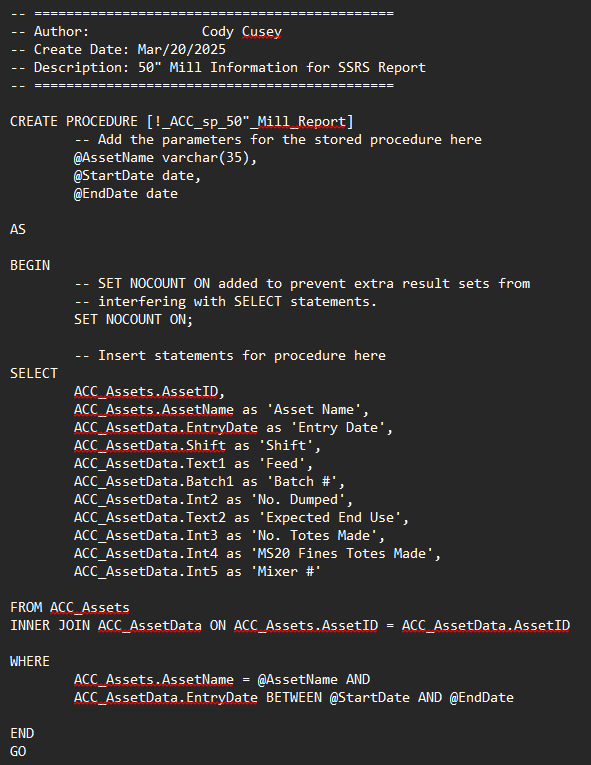 -- =============================================
-- Author: Cody Cusey
-- Create Date: Mar/20/2025
-- Description: 50" Mill Information for SSRS Report
-- =============================================
CREATE PROCEDURE [!_ACC_sp_50"_Mill_Report]
-- Add the parameters for the stored procedure here
@AssetName varchar(35),
@StartDate date,
@EndDate date
AS
BEGIN
-- SET NOCOUNT ON added to prevent extra result sets from
-- interfering with SELECT statements.
SET NOCOUNT ON;
-- Insert statements for procedure here
SELECT
ACC_Assets.AssetID,
ACC_Assets.AssetName as 'Asset Name',
ACC_AssetData.EntryDate as 'Entry Date',
ACC_AssetData.Shift as 'Shift',
ACC_AssetData.Text1 as 'Feed',
ACC_AssetData.Batch1 as 'Batch #',
ACC_AssetData.Int2 as 'No. Dumped',
ACC_AssetData.Text2 as 'Expected End Use',
ACC_AssetData.Int3 as 'No. Totes Made',
ACC_AssetData.Int4 as 'MS20 Fines Totes Made',
ACC_AssetData.Int5 as 'Mixer #'
FROM ACC_Assets
INNER JOIN ACC_AssetData ON ACC_Assets.AssetID = ACC_AssetData.AssetID
WHERE
ACC_Assets.AssetName = @AssetName AND
ACC_AssetData.EntryDate BETWEEN @StartDate AND @EndDate
END
GO